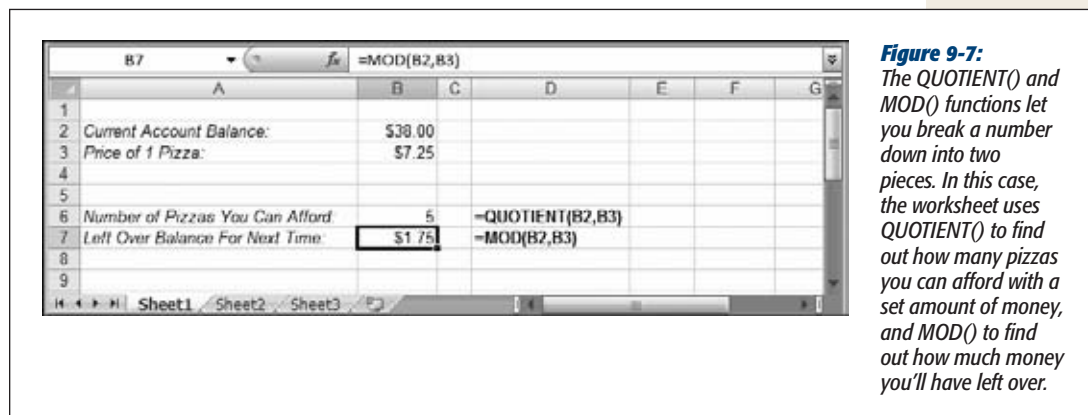 B7 fx =MOD(B2,B3)
A B C D E F G
1
2 Current Account Balance: $38.00
3 Price of 1 Pizza: $7.25
4
5
6 Number of Pizzas You Can Afford: 5 =QUOTIENT(B2,B3)
7 Left Over Balance For Next Time: $1.75 =MOD(B2,B3)
8
9
Sheet1 Sheet2 Sheet3
Figure 9-7:
The QUOTIENT() and
MOD() functions let
you break a number
down into two
pieces. In this case,
the worksheet uses
QUOTIENT() to find
out how many pizzas
you can afford with a
set amount of money,
and MOD() to find
out how much money
you'll have left over.